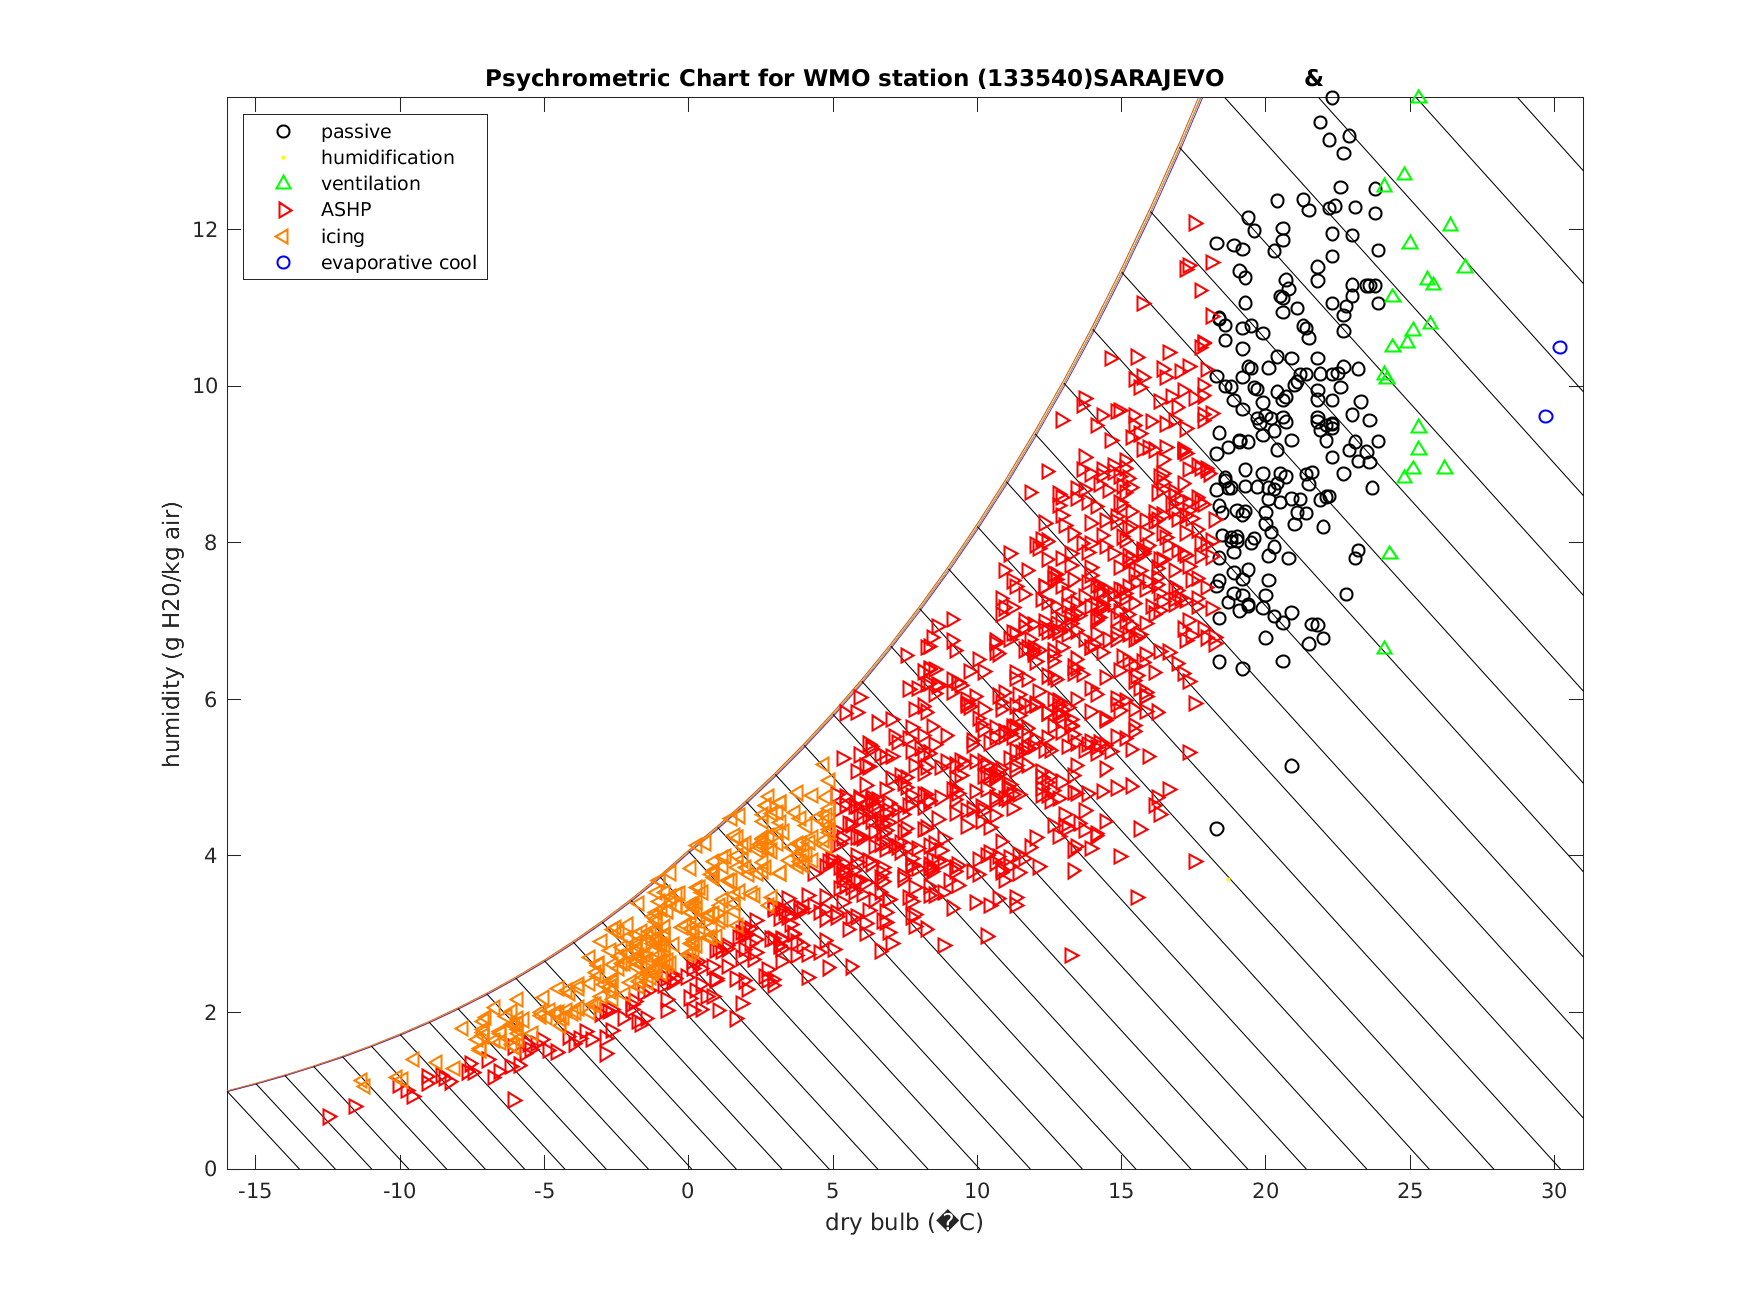 Psychrometric Chart for WMO station (133540)SARAJEVO &
passive
humidification
ventilation
ASHP
icing
evaporative cool
humidity (g H20/kg air)
12
10
8
6
4
2
0
-15 -10 -5 0 5 10 15 20 25 30
dry bulb (�C)